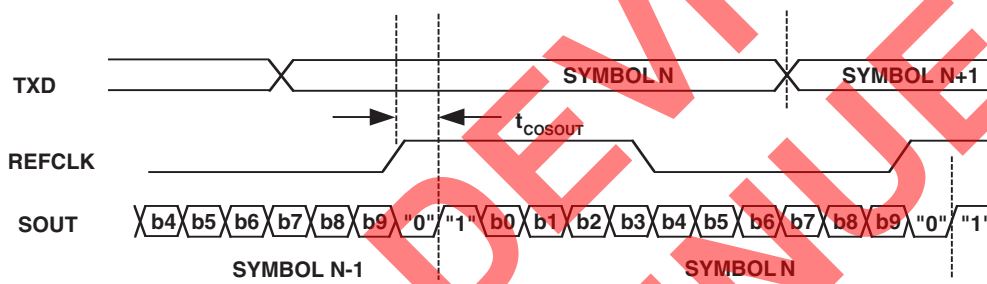 TXD
SYMBOL N
SYMBOL N+1
tCOSOUT
REFCLK
SOUT
b4 b5 b6 b7 b8 b9 "0" "1" b0 b1 b2 b3 b4 b5 b6 b7 b8 b9 "0" "1"
SYMBOL N-1
SYMBOL N